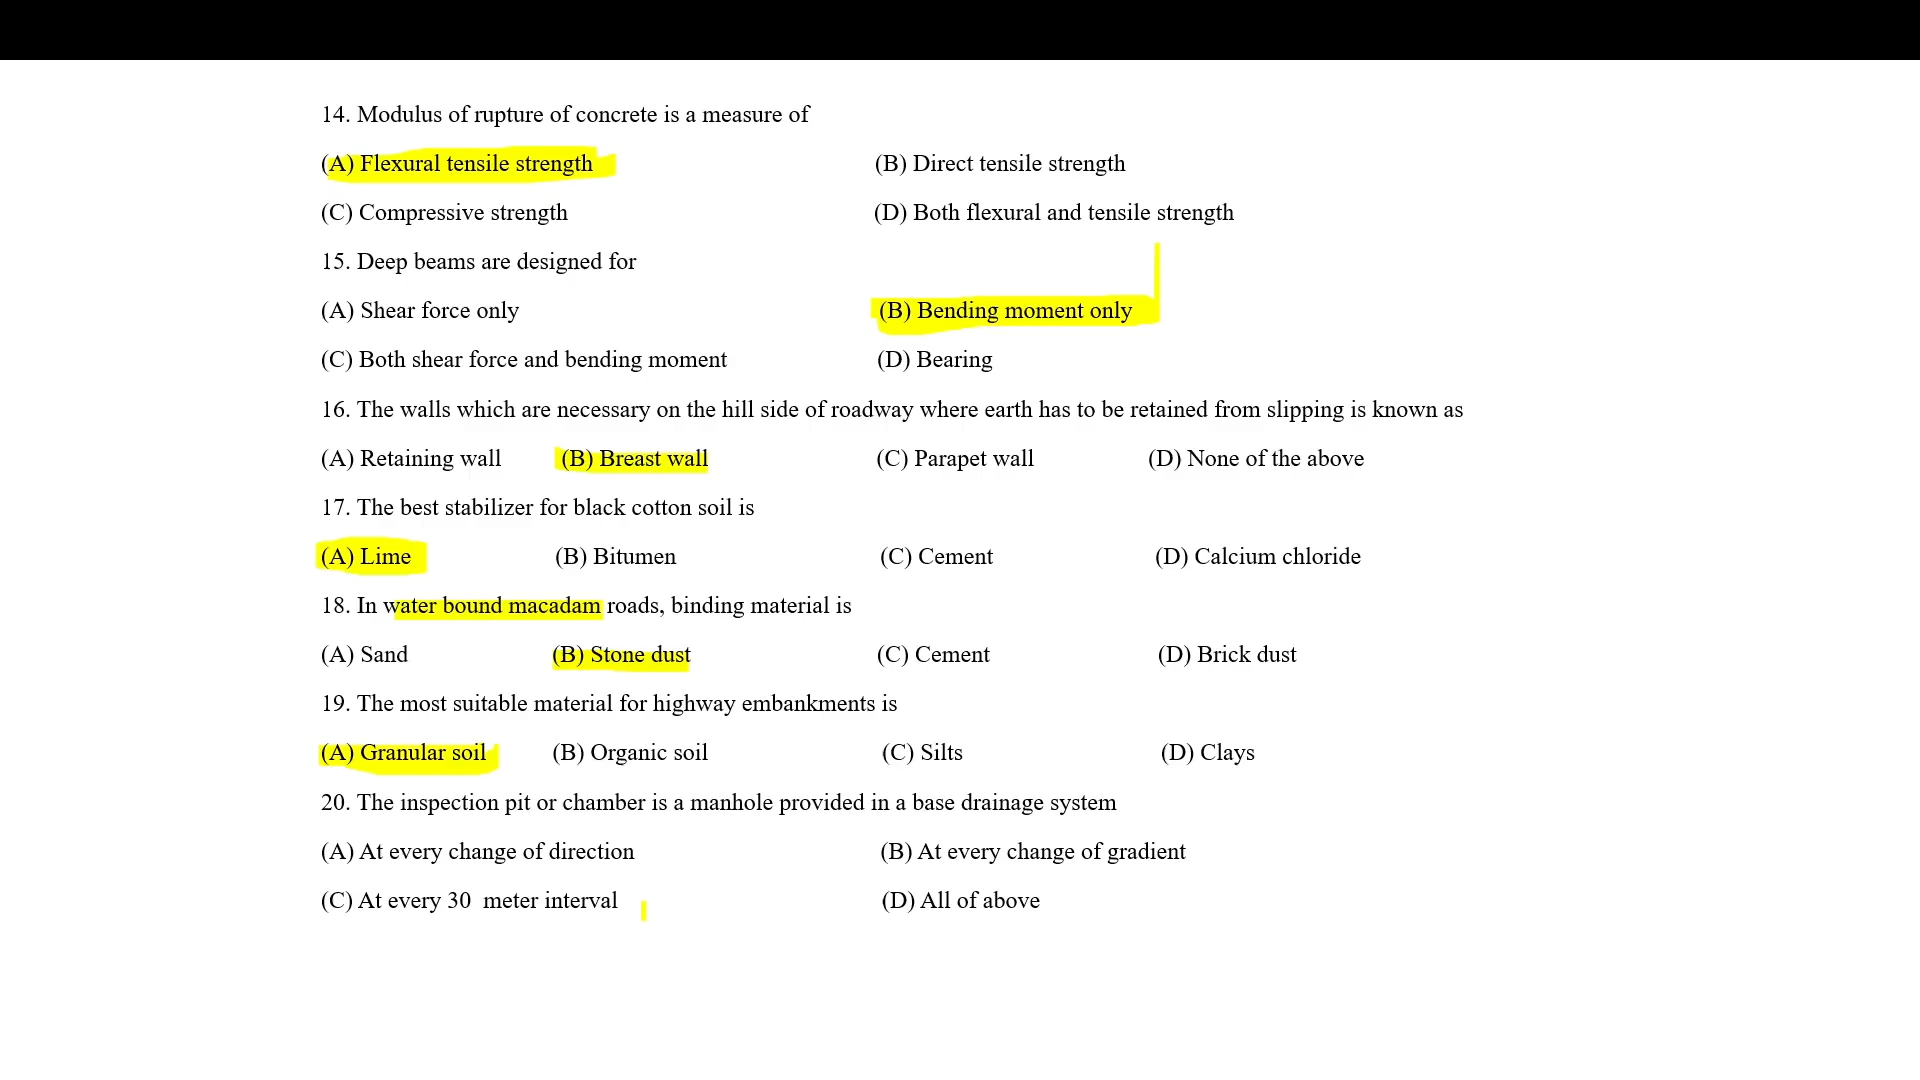 14. Modulus of rupture of concrete is a measure of
(A) Flexural tensile strength (B) Direct tensile strength
(C) Compressive strength (D) Both flexural and tensile strength
15. Deep beams are designed for
(A) Shear force only (B) Bending moment only
(C) Both shear force and bending moment (D) Bearing
16. The walls which are necessary on the hill side of roadway where earth has to be retained from slipping is known as
(A) Retaining wall (B) Breast wall (C) Parapet wall (D) None of the above
17. The best stabilizer for black cotton soil is
(A) Lime (B) Bitumen (C) Cement (D) Calcium chloride
18. In water bound macadam roads, binding material is
(A) Sand (B) Stone dust (C) Cement (D) Brick dust
19. The most suitable material for highway embankments is
(A) Granular soil (B) Organic soil (C) Silts (D) Clays
20. The inspection pit or chamber is a manhole provided in a base drainage system
(A) At every change of direction (B) At every change of gradient
(C) At every 30  meter interval (D) All of above